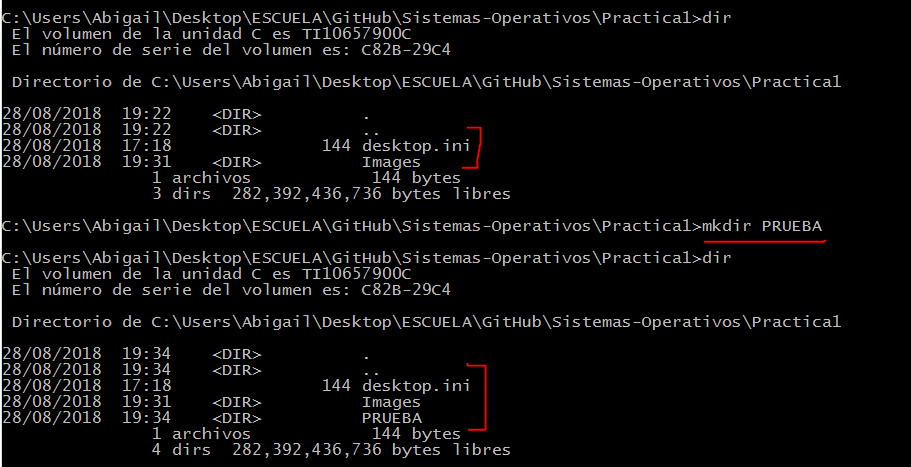 C:\Users\Abigail\Desktop\ESCUELA\GitHub\Sistemas-Operativos\Practica1>dir
 El volumen de la unidad C es TI10657900C
 El número de serie del volumen es: C82B-29C4

 Directorio de C:\Users\Abigail\Desktop\ESCUELA\GitHub\Sistemas-Operativos\Practica1

28/08/2018  19:22    <DIR>          .
28/08/2018  19:22    <DIR>          ..
28/08/2018  17:18               144 desktop.ini
28/08/2018  19:31    <DIR>          Images
               1 archivos            144 bytes
               3 dirs  282,392,436,736 bytes libres

C:\Users\Abigail\Desktop\ESCUELA\GitHub\Sistemas-Operativos\Practica1>mkdir PRUEBA

C:\Users\Abigail\Desktop\ESCUELA\GitHub\Sistemas-Operativos\Practica1>dir
 El volumen de la unidad C es TI10657900C
 El número de serie del volumen es: C82B-29C4

 Directorio de C:\Users\Abigail\Desktop\ESCUELA\GitHub\Sistemas-Operativos\Practica1

28/08/2018  19:34    <DIR>          .
28/08/2018  19:34    <DIR>          ..
28/08/2018  17:18               144 desktop.ini
28/08/2018  19:31    <DIR>          Images
28/08/2018  19:34    <DIR>          PRUEBA
               1 archivos            144 bytes
               4 dirs  282,392,436,736 bytes libres